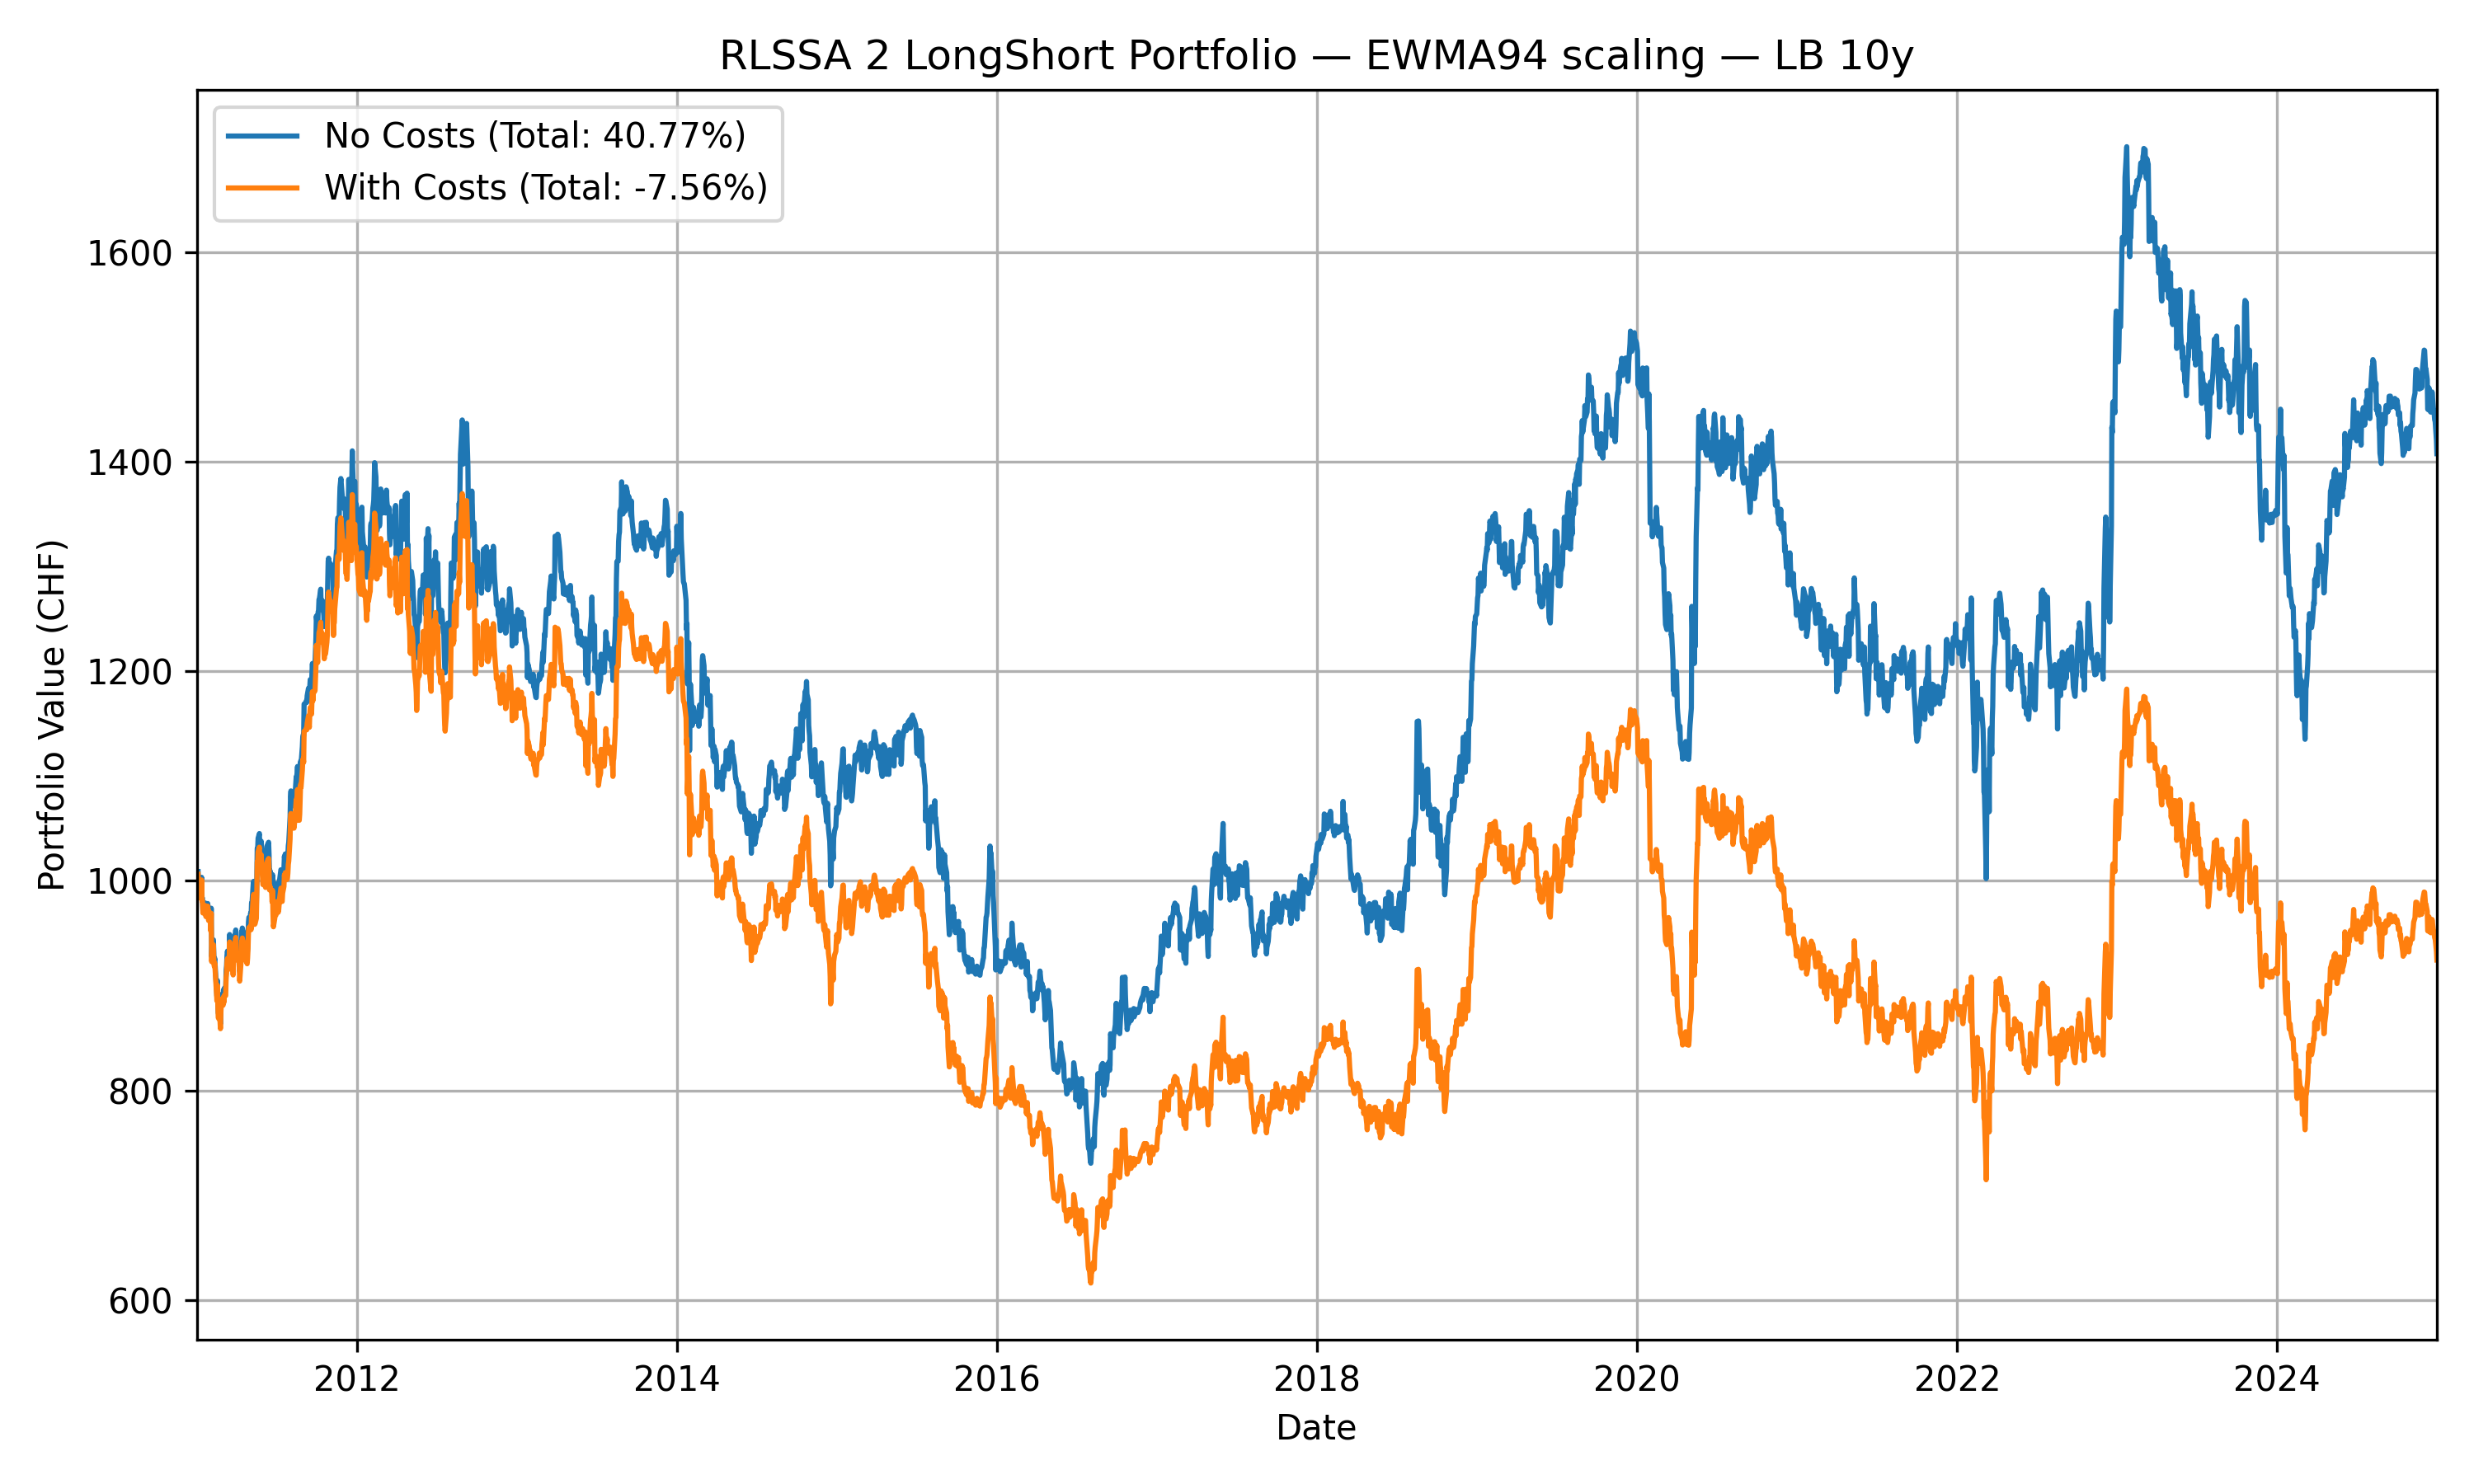 RLSSA 2 LongShort Portfolio — EWMA94 scaling — LB 10y
No Costs (Total: 40.77%)
With Costs (Total: -7.56%)
Portfolio Value (CHF)
1600
1400
1200
1000
800
600
2012 2014 2016 2018 2020 2022 2024
Date